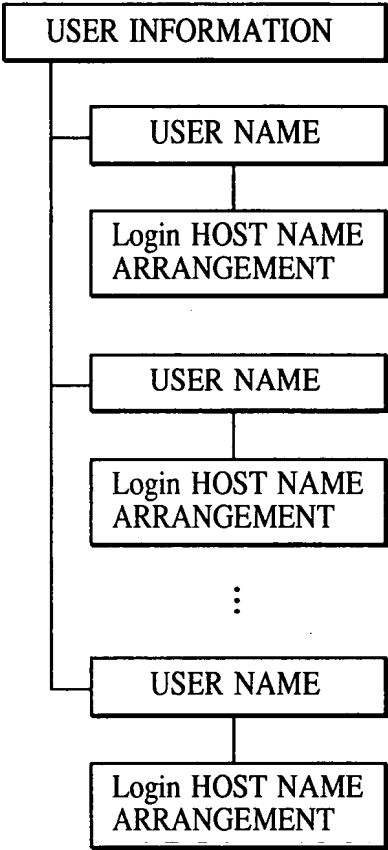 USER INFORMATION
USER NAME
Login HOST NAME
ARRANGEMENT
USER NAME
Login HOST NAME
ARRANGEMENT
USER NAME
Login HOST NAME
ARRANGEMENT